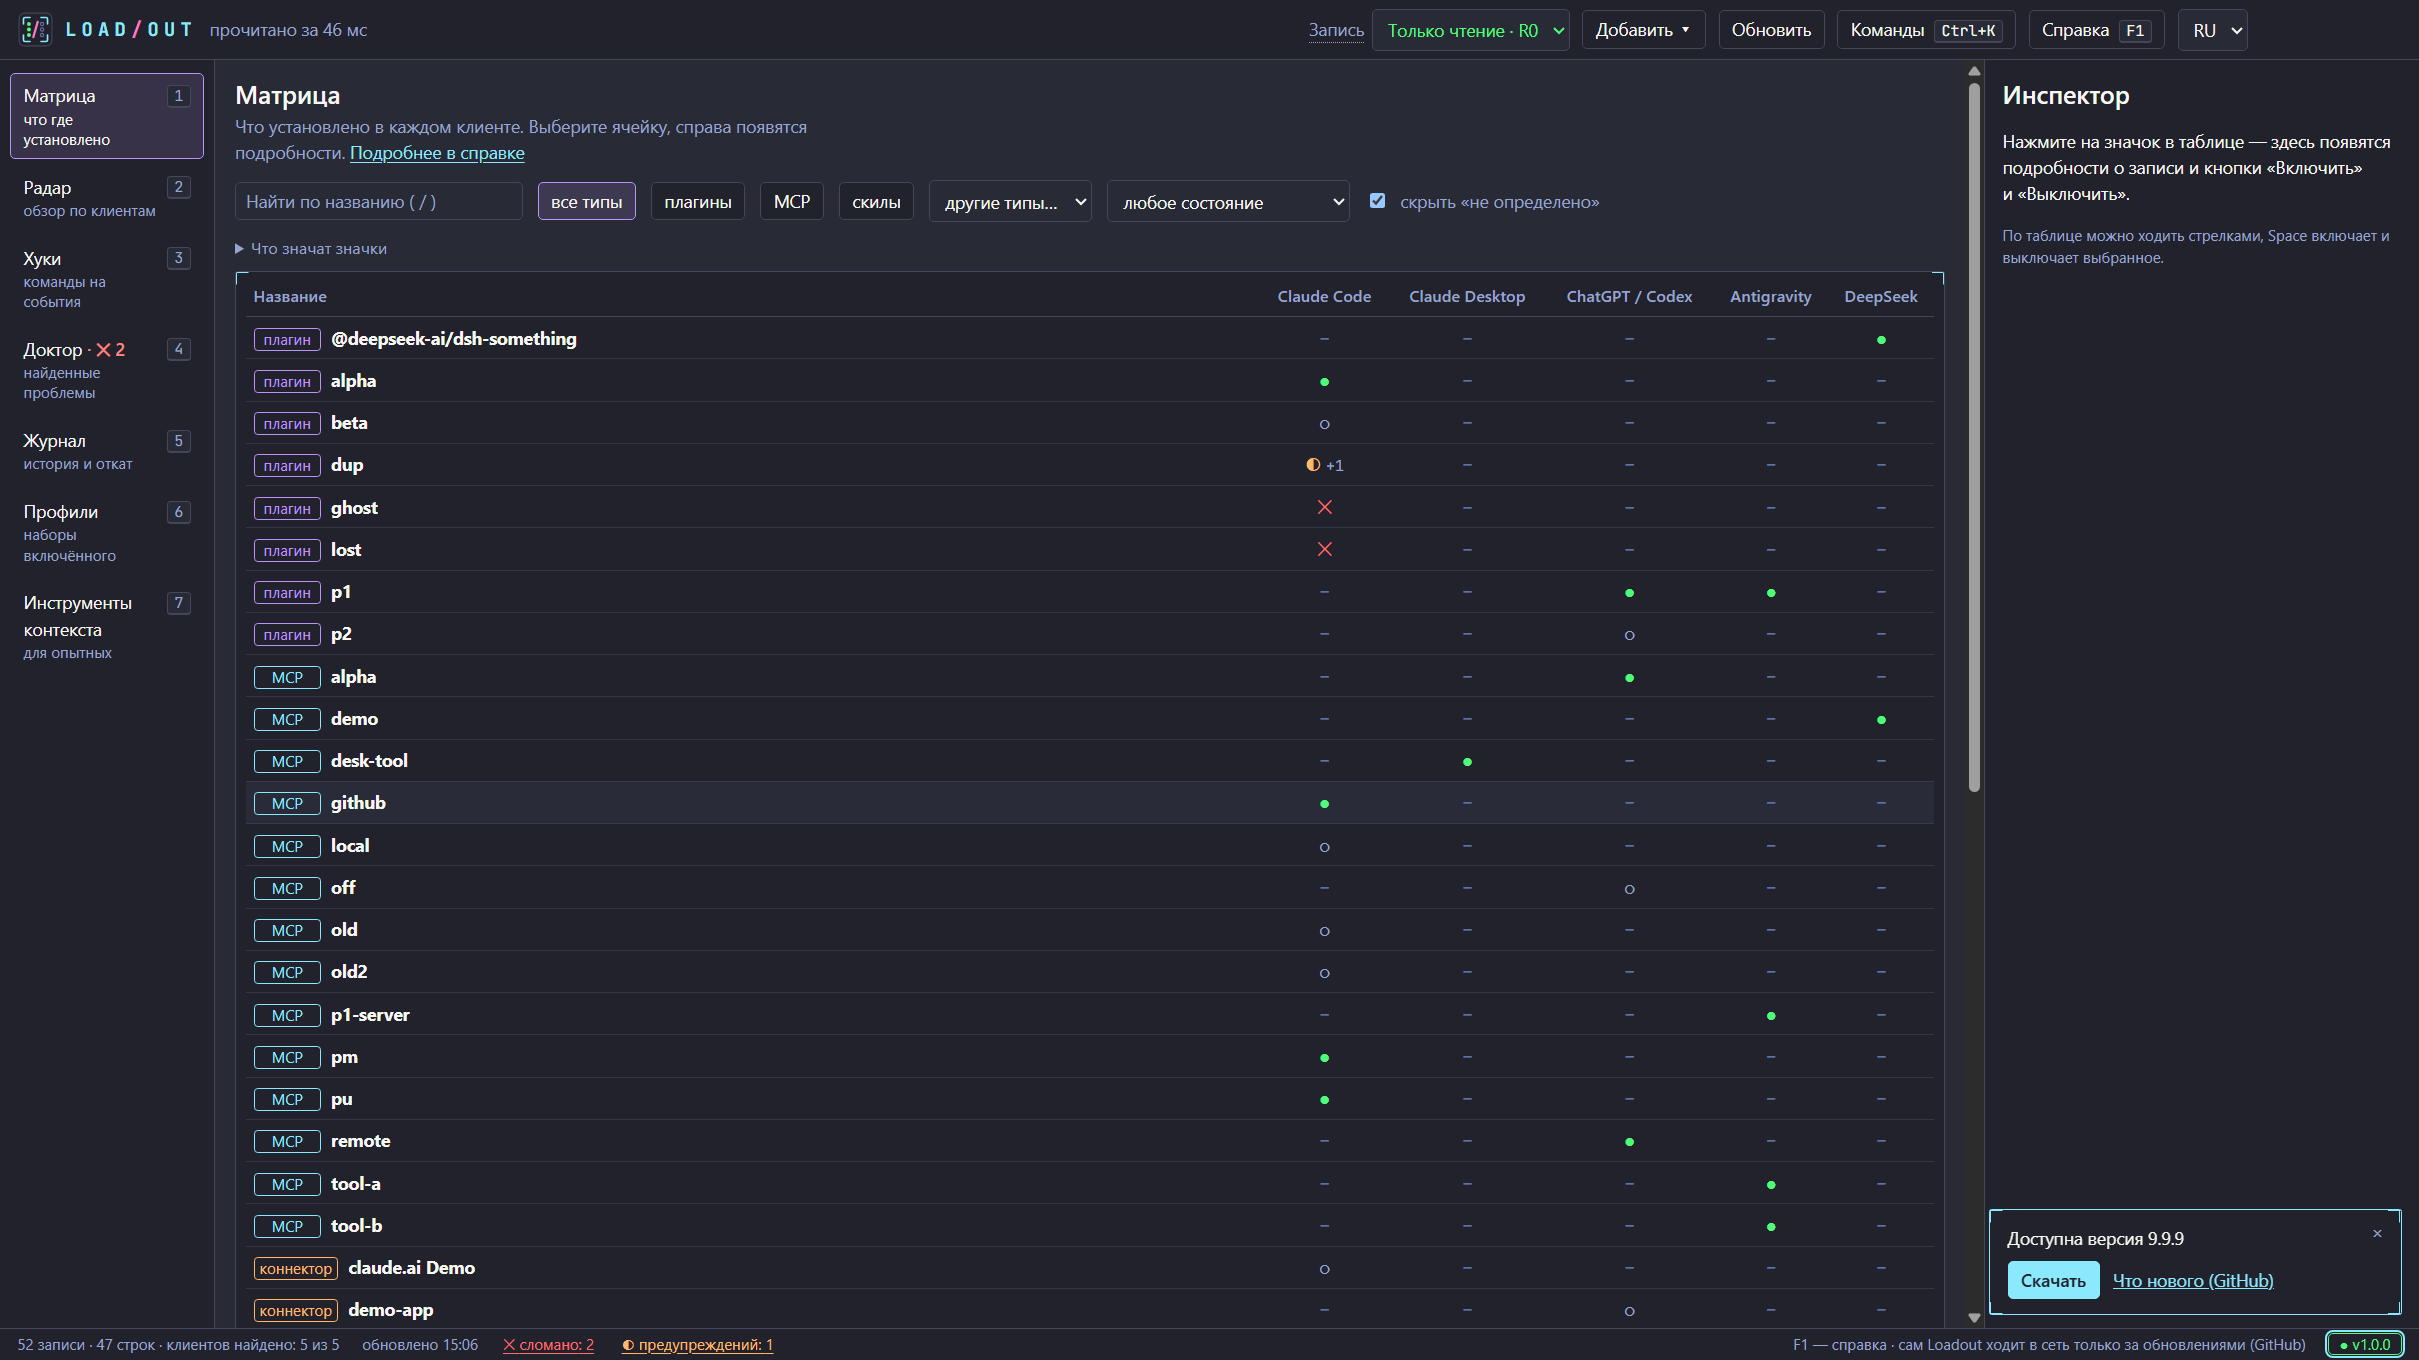 LOAD/OUT прочитано за 46 мс
Запись Только чтение · R0 Добавить ▾ Обновить Команды Ctrl+K Справка F1 RU
Матрица 1
что где
установлено
Радар 2
обзор по клиентам
Хуки 3
команды на
события
Доктор · ✕ 2 4
найденные
проблемы
Журнал 5
история и откат
Профили 6
наборы
включённого
Инструменты 7
контекста
для опытных
Матрица
Что установлено в каждом клиенте. Выберите ячейку, справа появятся
подробности. Подробнее в справке
Найти по названию ( / ) все типы плагины MCP скилы другие типы... любое состояние скрыть «не определено»
▶ Что значат значки
Название Claude Code Claude Desktop ChatGPT / Codex Antigravity DeepSeek
плагин @deepseek-ai/dsh-something – – – – ●
плагин alpha ● – – – –
плагин beta ○ – – – –
плагин dup ◐ +1 – – – –
плагин ghost ✕ – – – –
плагин lost ✕ – – – –
плагин p1 – – ● ● –
плагин p2 – – ○ – –
MCP alpha – – ● – –
MCP demo – – – – ●
MCP desk-tool – ● – – –
MCP github ● – – – –
MCP local ○ – – – –
MCP off – – ○ – –
MCP old ○ – – – –
MCP old2 ○ – – – –
MCP p1-server – – – ● –
MCP pm ● – – – –
MCP pu ● – – – –
MCP remote – – ● – –
MCP tool-a – – – ● –
MCP tool-b – – – ● –
коннектор claude.ai Demo ○ – – – –
коннектор demo-app – – ○ – –
Инспектор
Нажмите на значок в таблице — здесь появятся
подробности о записи и кнопки «Включить»
и «Выключить».
По таблице можно ходить стрелками, Space включает и
выключает выбранное.
Доступна версия 9.9.9 ×
Скачать Что нового (GitHub)
52 записи · 47 строк · клиентов найдено: 5 из 5 обновлено 15:06 ✕ сломано: 2 ◐ предупреждений: 1
F1 — справка · сам Loadout ходит в сеть только за обновлениями (GitHub) ● v1.0.0